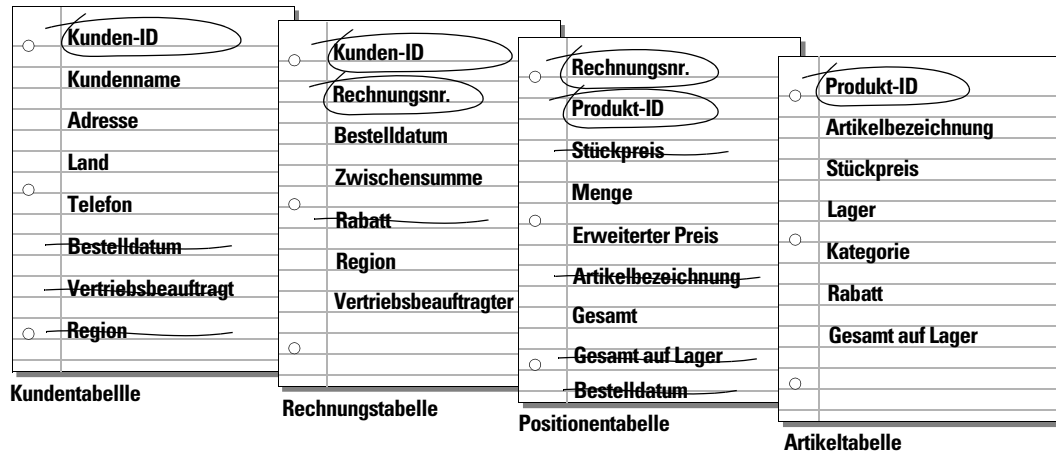 Kunden-ID
Kundenname
Adresse
Land
Telefon
Bestelldatum
Vertriebsbeauftragt
Region
Kundentabellle
Kunden-ID
Rechnungsnr.
Bestelldatum
Zwischensumme
Rabatt
Region
Vertriebsbeauftragter
Rechnungstabelle
Rechnungsnr.
Produkt-ID
Stückpreis
Menge
Erweiterter Preis
Artikelbezeichnung
Gesamt
Gesamt auf Lager
Bestelldatum
Positionentabelle
Produkt-ID
Artikelbezeichnung
Stückpreis
Lager
Kategorie
Rabatt
Gesamt auf Lager
Artikeltabelle